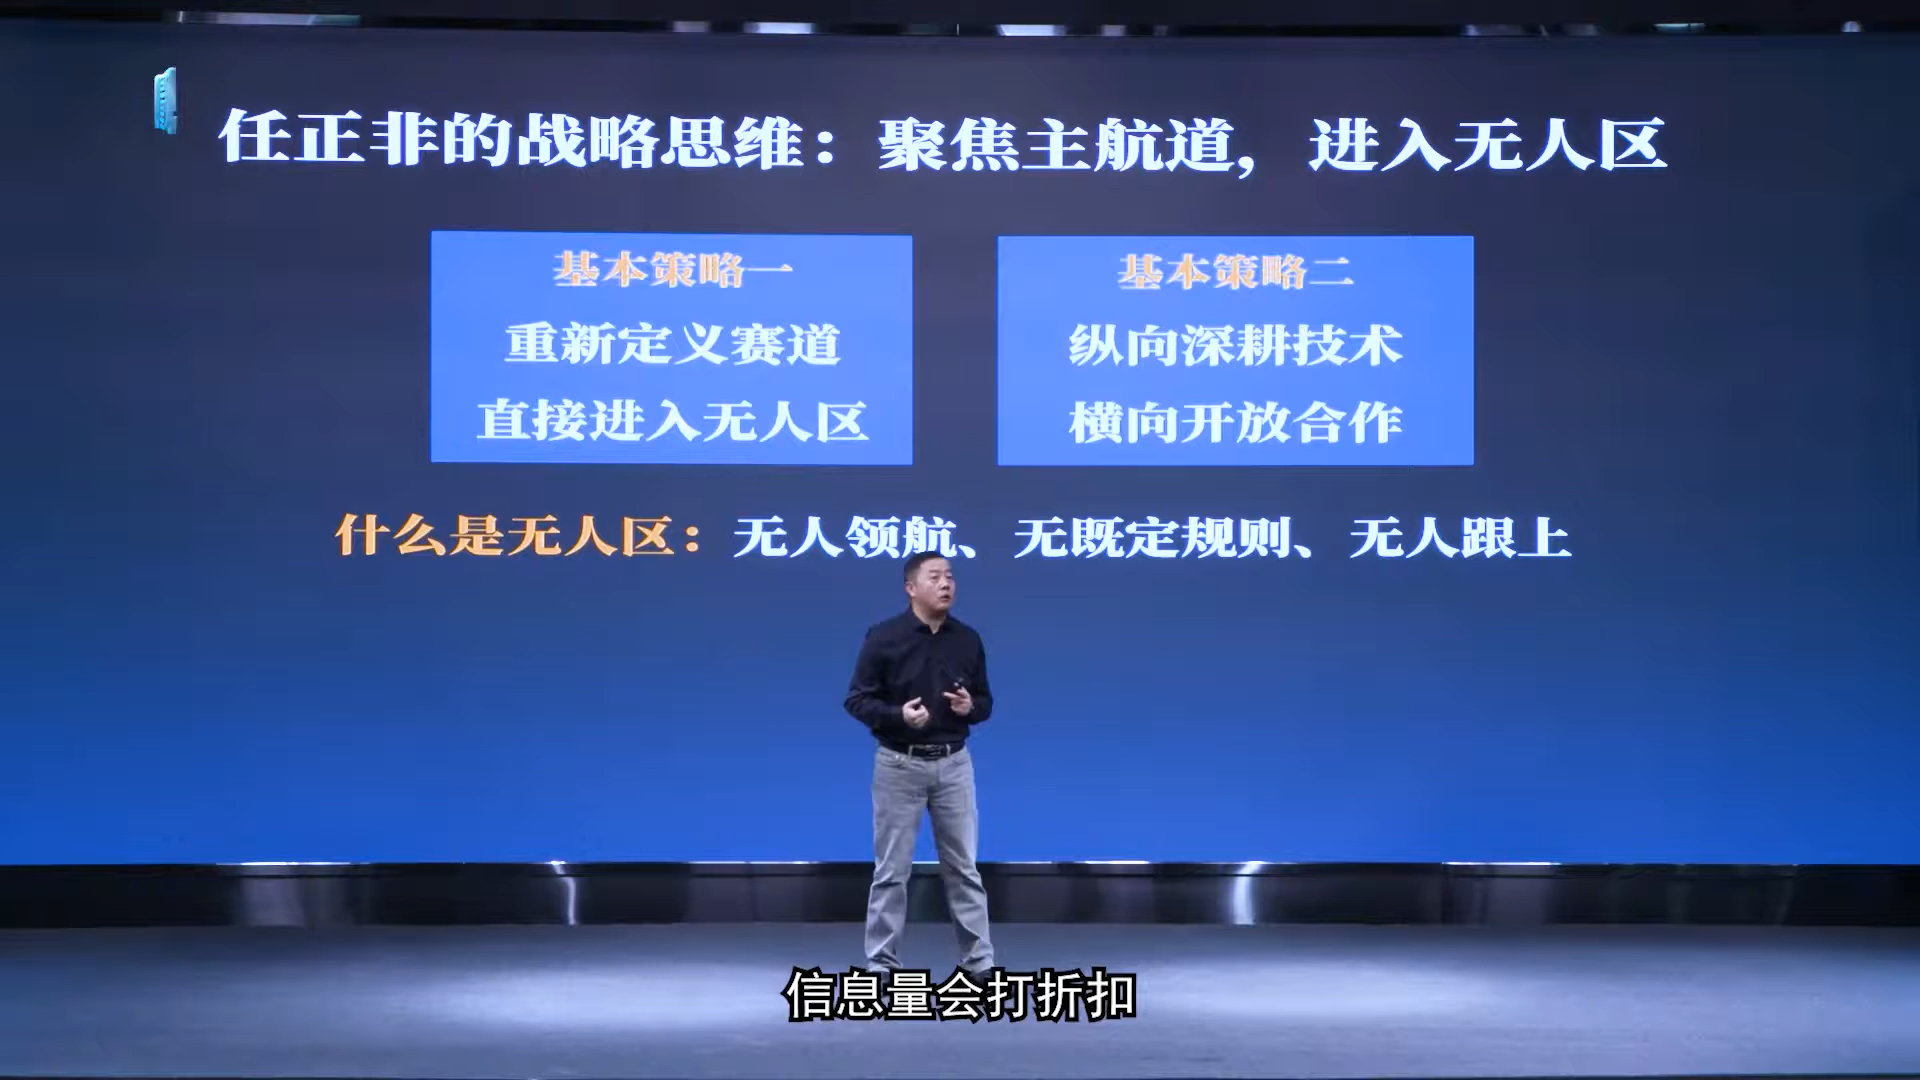 任正非的战略思维：聚焦主航道，进入无人区
基本策略一
重新定义赛道
直接进入无人区
基本策略二
纵向深耕技术
横向开放合作
什么是无人区：无人领航、无既定规则、无人跟上
信息量会打折扣